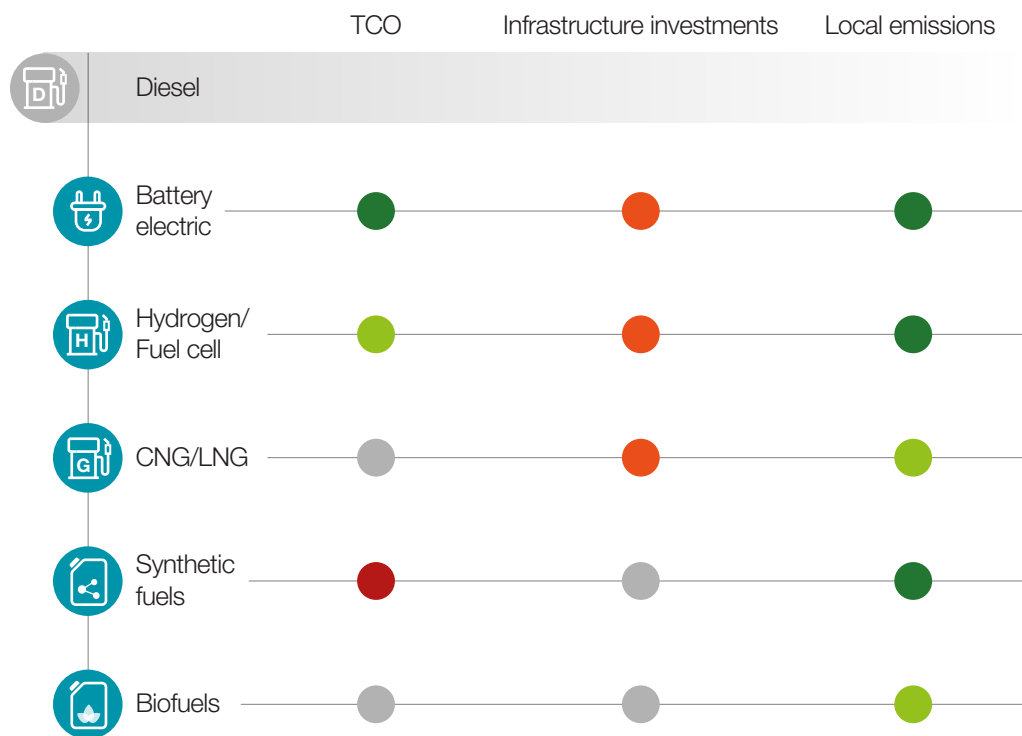 TCO Infrastructure investments Local emissions
D Diesel
Battery
electric
Hydrogen/
H
Fuel cell
G CNG/LNG
Synthetic
fuels
Biofuels